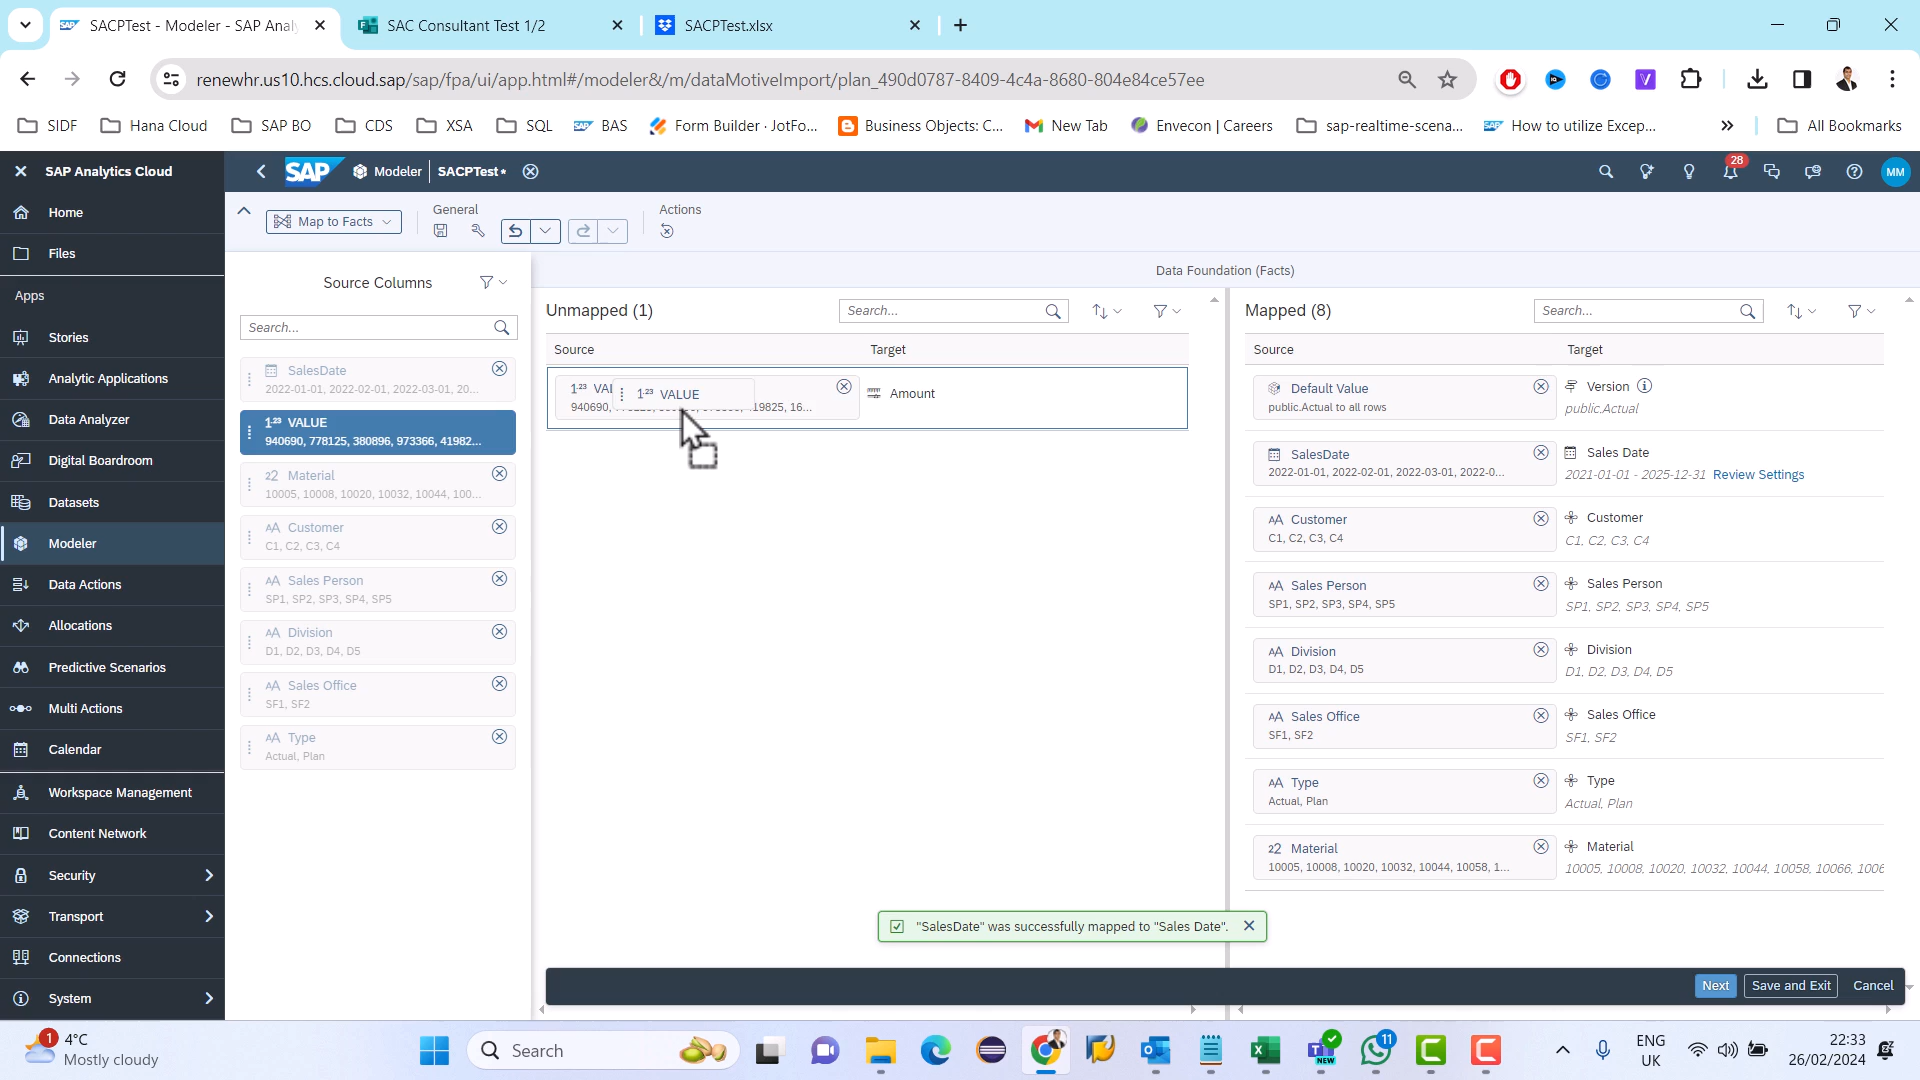 SACPTest - Modeler - SAP Anal
SAC Consultant Test 1/2
SACPTest.xlsx
renewhr.us10.hcs.cloud.sap/sap/fpa/ui/app.html#/modeler&/m/dataMotiveImport/plan_490d0787-8409-4c4a-8680-804e84ce57ee
SIDF
Hana Cloud
SAP BO
CDS
XSA
SQL
BAS
Form Builder · JotFo...
Business Objects: C...
New Tab
Envecon | Careers
sap-realtime-scena...
How to utilize Excep...
All Bookmarks
SAP Analytics Cloud
SAP
Modeler
SACPTest*
28
MM
Home
Files
Apps
Stories
Analytic Applications
Data Analyzer
Digital Boardroom
Datasets
Modeler
Data Actions
Allocations
Predictive Scenarios
Multi Actions
Calendar
Workspace Management
Content Network
Security
Transport
Connections
System
Map to Facts
General
Actions
Source Columns
Search...
SalesDate
2022-01-01, 2022-02-01, 2022-03-01, 20...
VALUE
940690, 778125, 380896, 973366, 41982...
Material
10005, 10008, 10020, 10032, 10044, 100...
Customer
C1, C2, C3, C4
Sales Person
SP1, SP2, SP3, SP4, SP5
Division
D1, D2, D3, D4, D5
Sales Office
SF1, SF2
Type
Actual, Plan
Data Foundation (Facts)
Unmapped (1)
Search...
Source
Target
VALUE
Amount
Mapped (8)
Search...
Source
Target
Default Value
public.Actual to all rows
Version
public.Actual
SalesDate
2022-01-01, 2022-02-01, 2022-03-01, 2022-0...
Sales Date
2021-01-01 - 2025-12-31 Review Settings
Customer
C1, C2, C3, C4
Customer
C1, C2, C3, C4
Sales Person
SP1, SP2, SP3, SP4, SP5
Sales Person
SP1, SP2, SP3, SP4, SP5
Division
D1, D2, D3, D4, D5
Division
D1, D2, D3, D4, D5
Sales Office
SF1, SF2
Sales Office
SF1, SF2
Type
Actual, Plan
Type
Actual, Plan
Material
10005, 10008, 10020, 10032, 10044, 10058, 1...
Material
10005, 10008, 10020, 10032, 10044, 10058, 10066, 1006
"SalesDate" was successfully mapped to "Sales Date".
Next
Save and Exit
Cancel
1
4°C
Mostly cloudy
Search
NEW
11
ENG
UK
22:33
26/02/2024